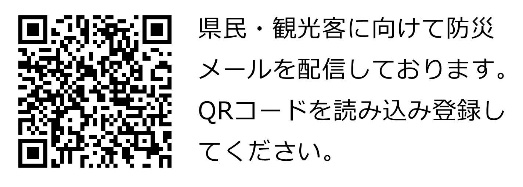 県民・観光客に向けて防災
メールを配信しております。
QRコードを読み込み登録し
てください。